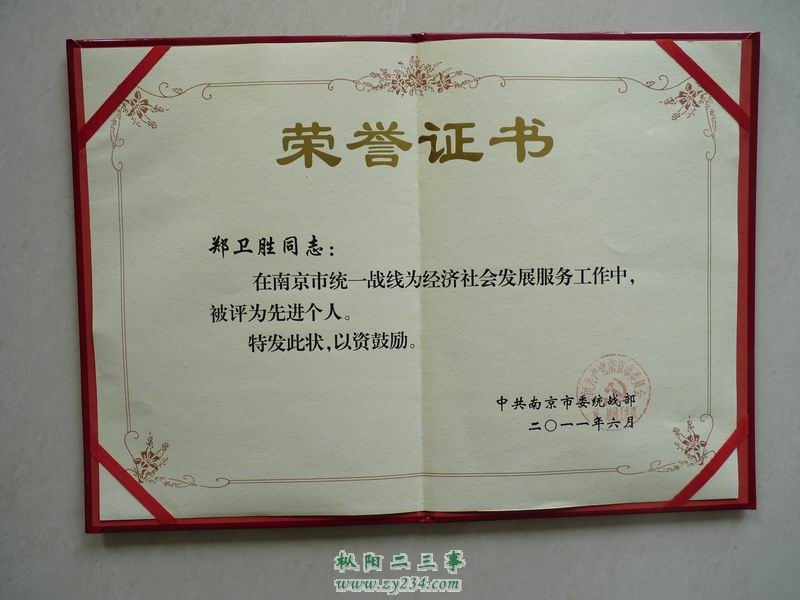 荣誉证书
郑卫胜同志：
在南京市统一战线为经济社会发展服务工作中，
被评为先进个人。
特发此状，以资鼓励。
中共南京市委统战部
二〇一一年六月
枞阳二三事
www.zy234.com